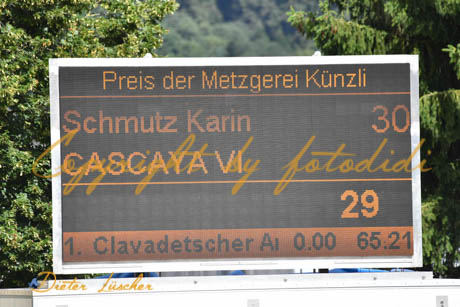 Preis der Metzgerei Künzli
Schmutz Karin 30
CASCAYA VI
Copyright by fotodidi
29
1. Clavadetscher Ar 0.00 65.21
© Dieter Lüscher